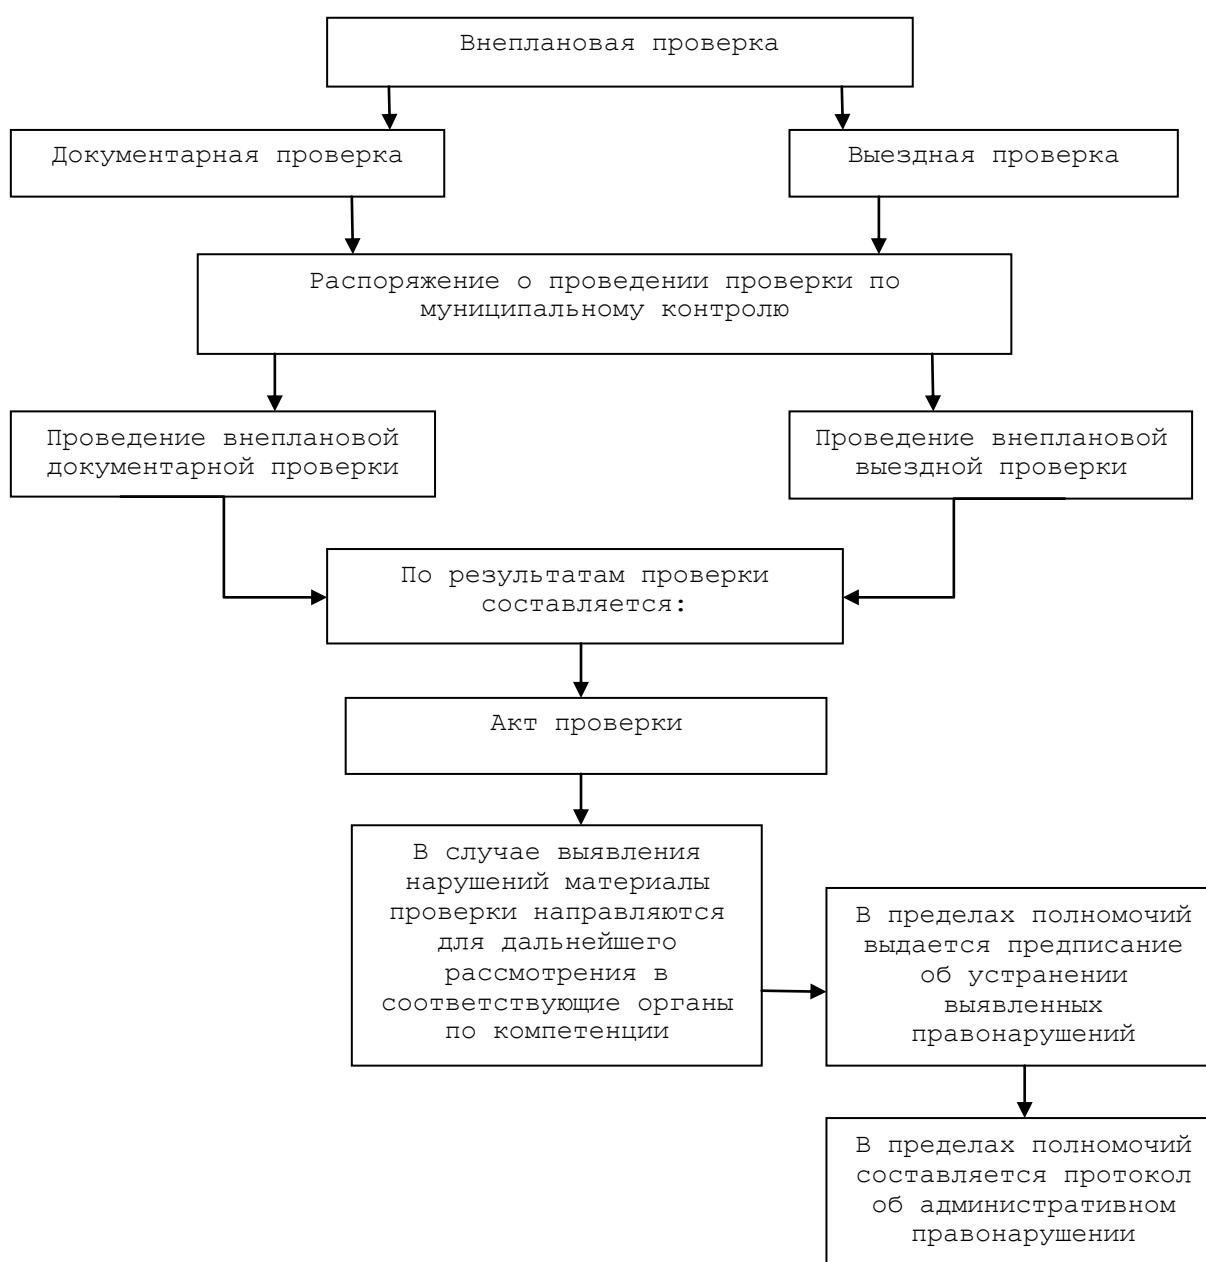 Внеплановая проверка
Документарная проверка
Выездная проверка
Распоряжение о проведении проверки по
муниципальному контролю
Проведение внеплановой
документарной проверки
Проведение внеплановой
выездной проверки
По результатам проверки
составляется:
Акт проверки
В случае выявления
нарушений материалы
проверки направляются
для дальнейшего
рассмотрения в
соответствующие органы
по компетенции
В пределах полномочий
выдается предписание
об устранении
выявленных
правонарушений
В пределах полномочий
составляется протокол
об административном
правонарушении